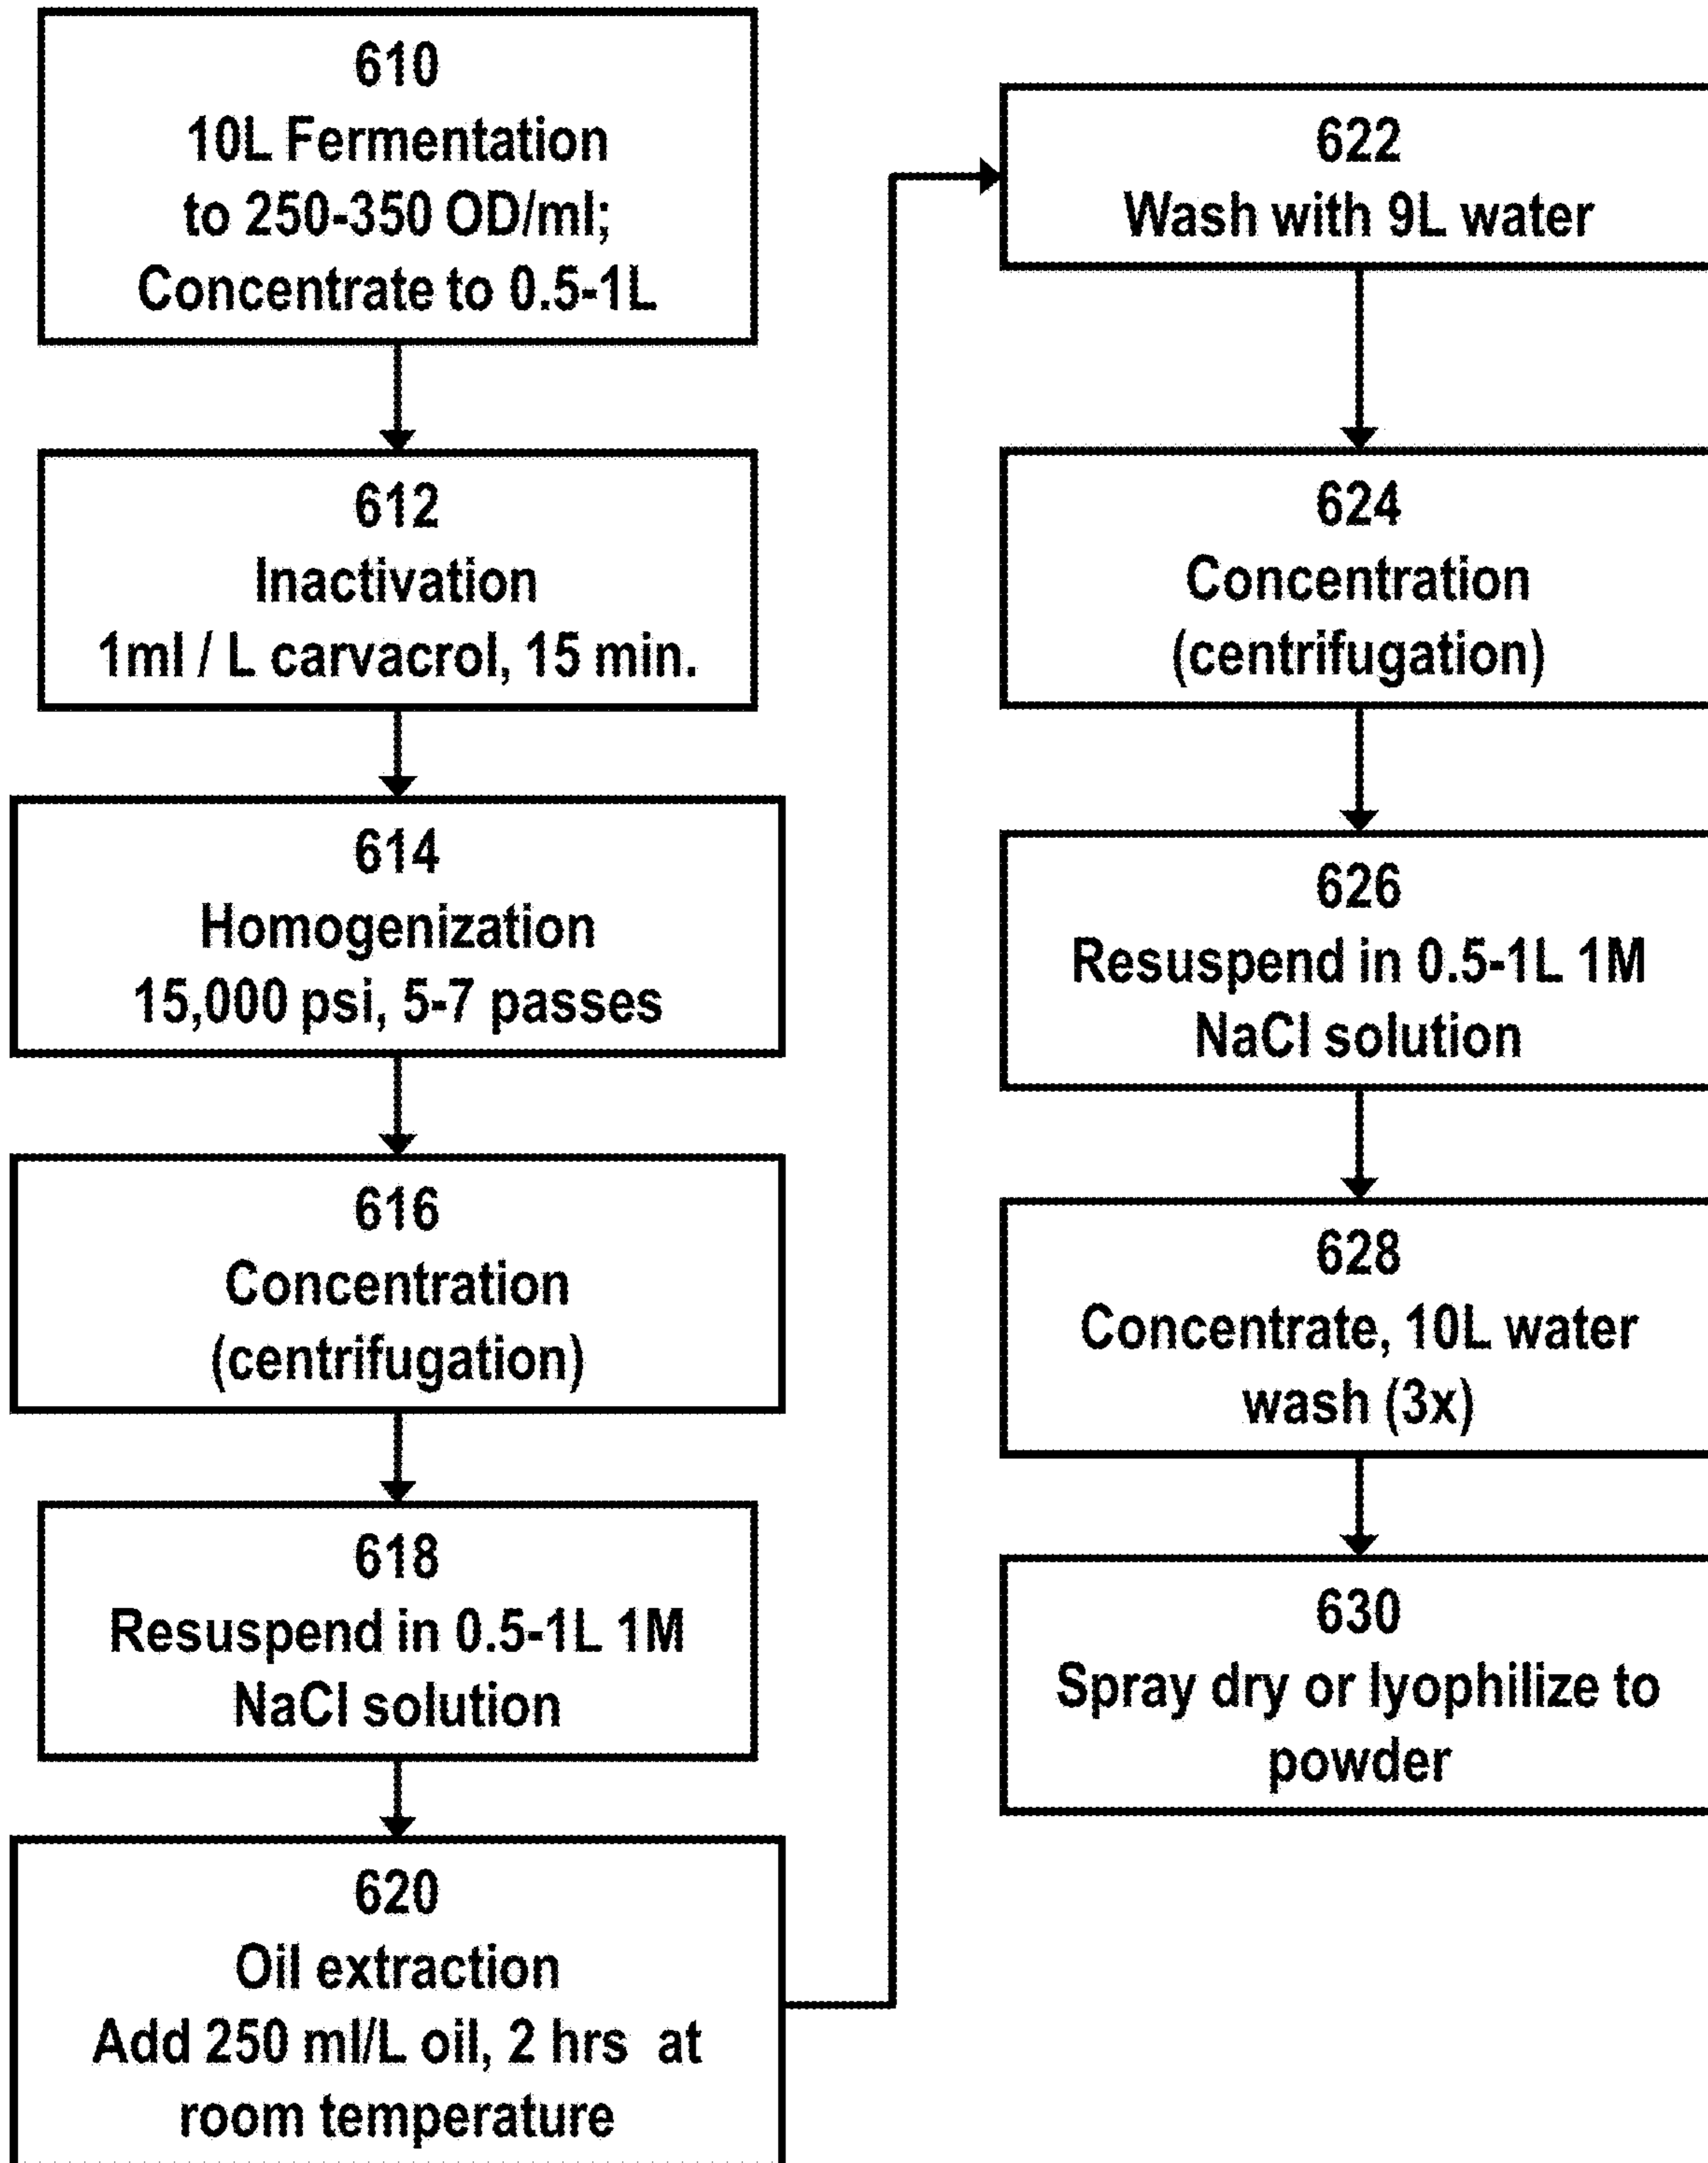 610
10L Fermentation
to 250-350 OD/ml;
Concentrate to 0.5-1L
612
Inactivation
1ml / L carvacrol, 15 min.
614
Homogenization
15,000 psi, 5-7 passes
616
Concentration
(centrifugation)
618
Resuspend in 0.5-1L 1M
NaCl solution
620
Oil extraction
Add 250 ml/L oil, 2 hrs at
room temperature
622
Wash with 9L water
624
Concentration
(centrifugation)
626
Resuspend in 0.5-1L 1M
NaCl solution
628
Concentrate, 10L water
wash (3x)
630
Spray dry or lyophilize to
powder